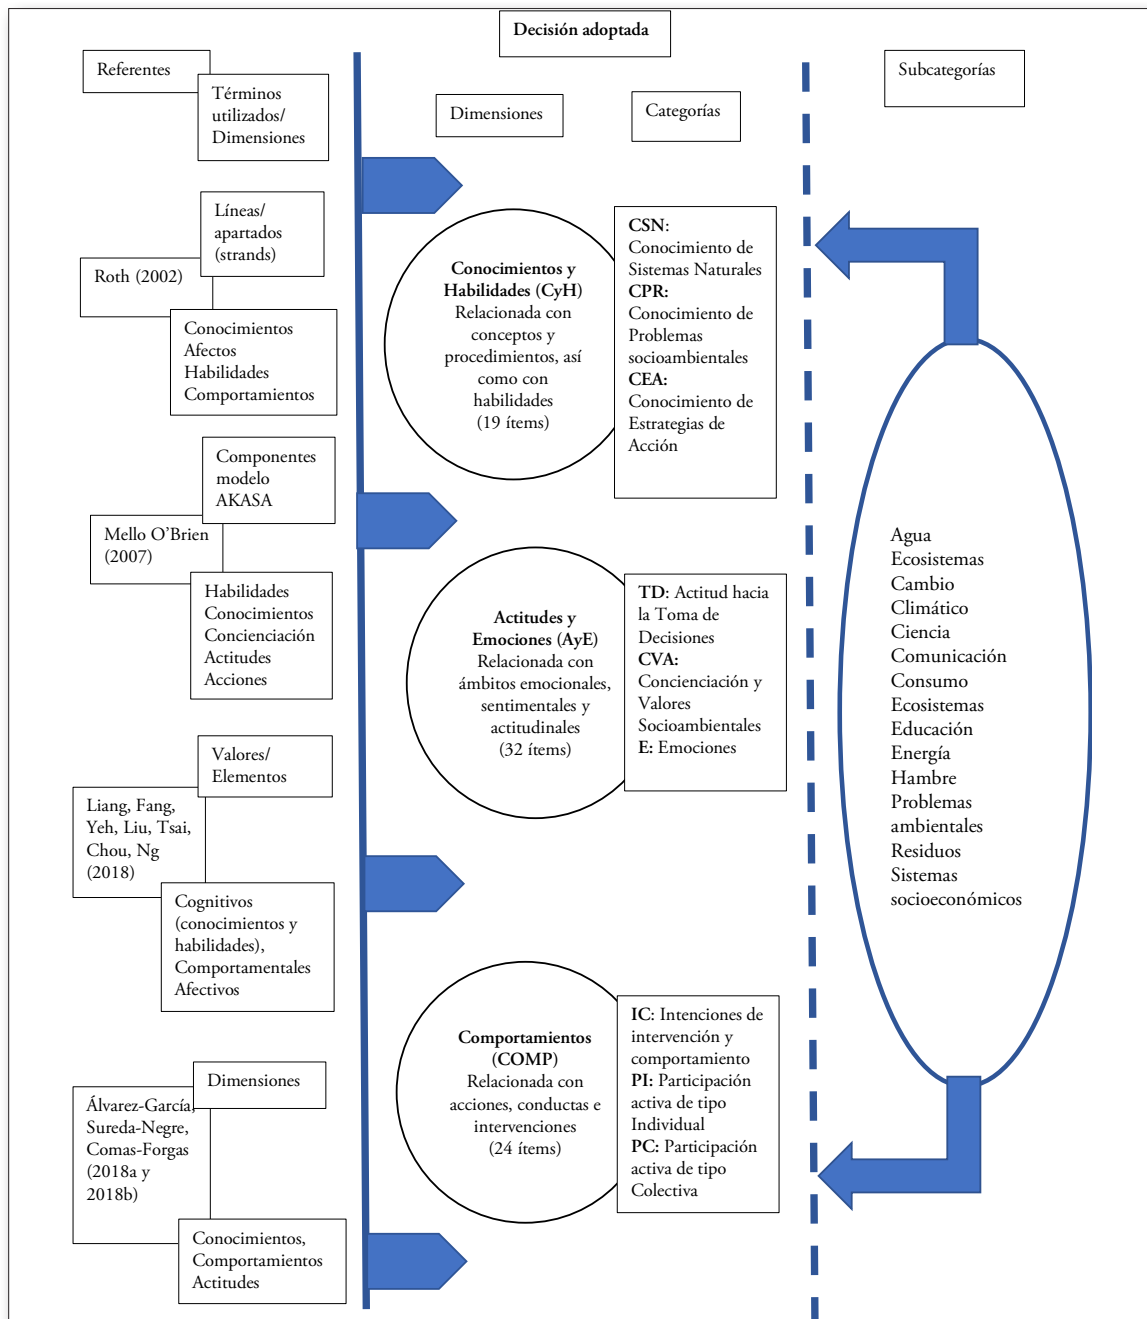 Decisión adoptada
Referentes
Términos
utilizados/
Dimensiones
Dimensiones
Categorías
Subcategorías
Líneas/
apartados
(strands)
Roth (2002)
Conocimientos
Afectos
Habilidades
Comportamientos
Componentes
modelo
AKASA
Mello O’Brien
(2007)
Habilidades
Conocimientos
Concienciación
Actitudes
Acciones
Valores/
Elementos
Liang, Fang,
Yeh, Liu, Tsai,
Chou, Ng
(2018)
Cognitivos
(conocimientos y
habilidades),
Comportamentales
Afectivos
Dimensiones
Álvarez-García,
Sureda-Negre,
Comas-Forgas
(2018a y
2018b)
Conocimientos,
Comportamientos
Actitudes
Conocimientos y
Habilidades (CyH)
Relacionada con
conceptos y
procedimientos, así
como con
habilidades
(19 ítems)
CSN:
Conocimiento de
Sistemas Naturales
CPR:
Conocimiento de
Problemas
socioambientales
CEA:
Conocimiento de
Estrategias de
Acción
Actitudes y
Emociones (AyE)
Relacionada con
ámbitos emocionales,
sentimentales y
actitudinales
(32 ítems)
TD: Actitud hacia
la Toma de
Decisiones
CVA:
Concienciación y
Valores
Socioambientales
E: Emociones
Comportamientos
(COMP)
Relacionada con
acciones, conductas e
intervenciones
(24 ítems)
IC: Intenciones de
intervención y
comportamiento
PI: Participación
activa de tipo
Individual
PC: Participación
activa de tipo
Colectiva
Agua
Ecosistemas
Cambio
Climático
Ciencia
Comunicación
Consumo
Ecosistemas
Educación
Energía
Hambre
Problemas
ambientales
Residuos
Sistemas
socioeconómicos